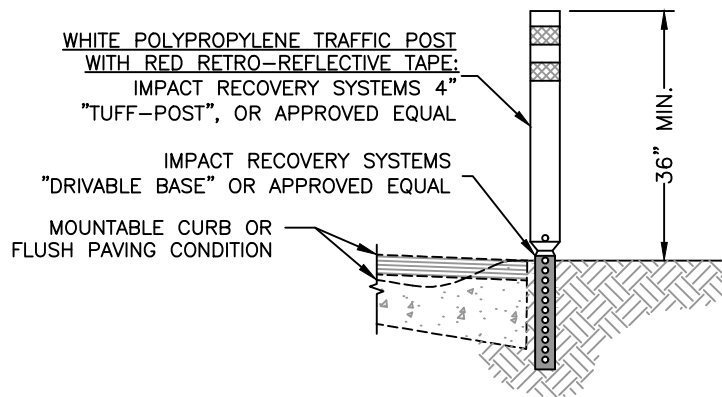 WHITE POLYPROPYLENE TRAFFIC POST
WITH RED RETRO-REFLECTIVE TAPE:
IMPACT RECOVERY SYSTEMS 4"
"TUFF-POST", OR APPROVED EQUAL
IMPACT RECOVERY SYSTEMS
"DRIVABLE BASE" OR APPROVED EQUAL
MOUNTABLE CURB OR
FLUSH PAVING CONDITION
36" MIN.